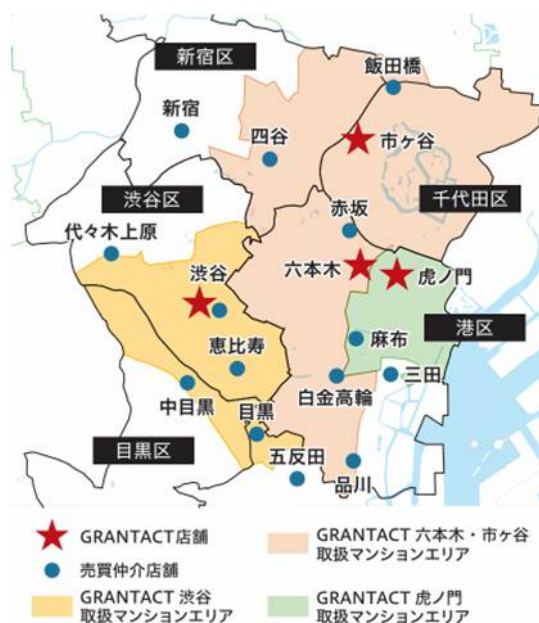 新宿区
飯田橋
新宿
四谷
市ヶ谷
渋谷区
千代田区
赤坂
代々木上原
六本木
虎ノ門
渋谷
港区
麻布
恵比寿
三田
白金高輪
中目黒
目黒
目黒区
五反田
品川
GRANTACT店舗
GRANTACT 六本木・市ヶ谷
取扱マンションエリア
売買仲介店舗
GRANTACT 渋谷
取扱マンションエリア
GRANTACT 虎ノ門
取扱マンションエリア